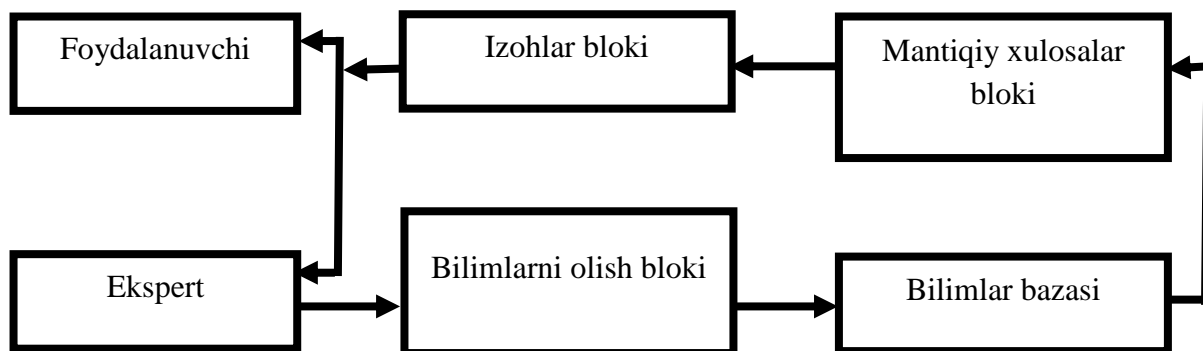 Foydalanuvchi
Izohlar bloki
Mantiqiy xulosalar
bloki
Ekspert
Bilimlarni olish bloki
Bilimlar bazasi